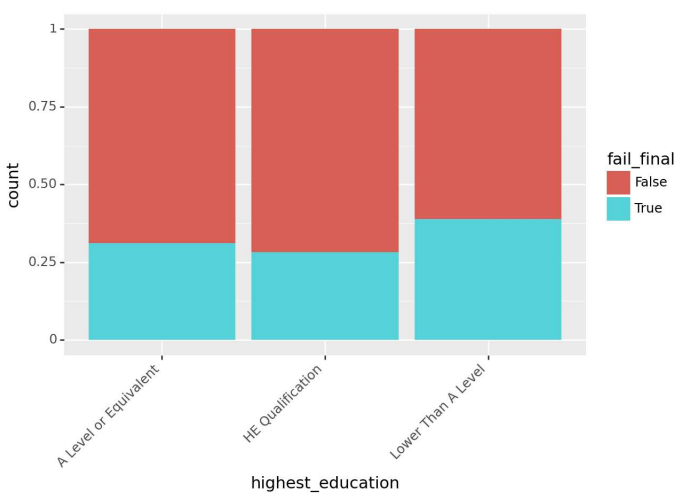 1
0.75
0.50
0.25
0
count
A Level or Equivalent
HE Qualification
Lower Than A Level
highest_education
fail_final
False
True